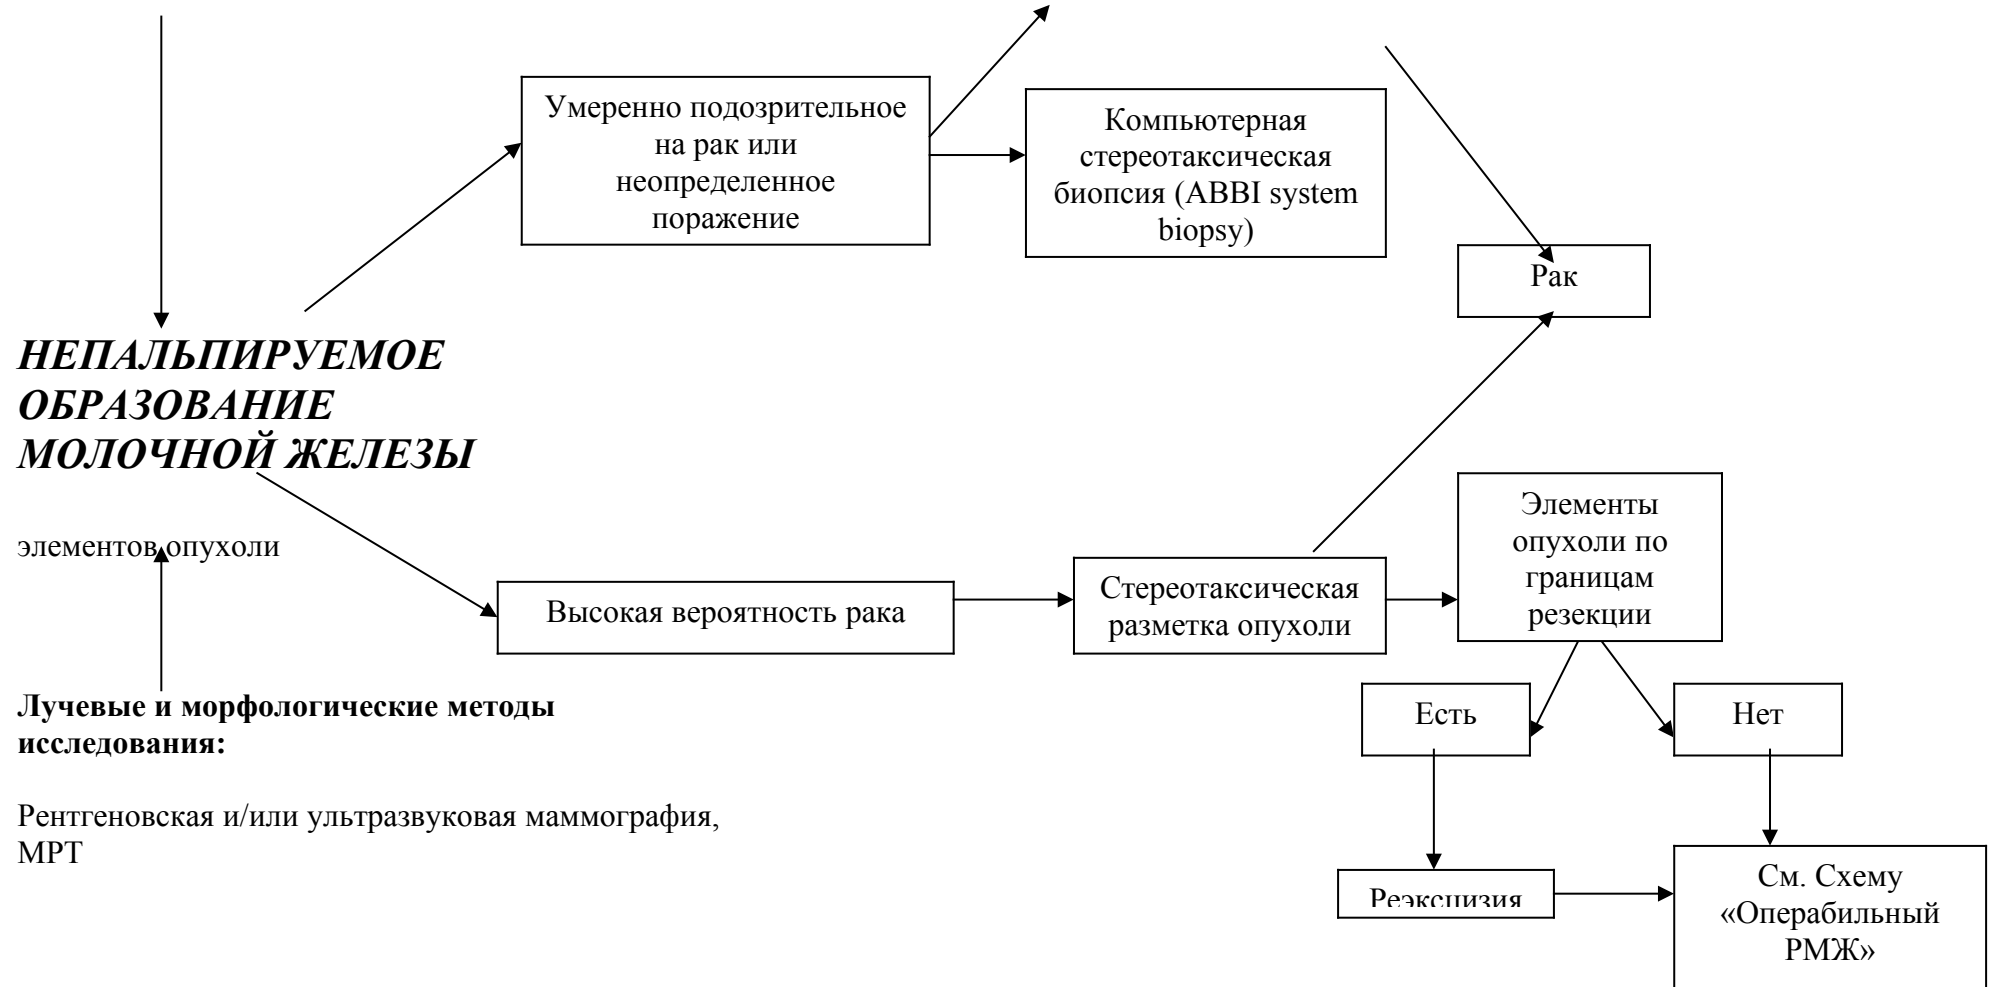 Умеренно подозрительное
на рак или
неопределенное
поражение
Компьютерная
стереотаксическая
биопсия (ABBI system
biopsy)
Рак
НЕПАЛЬПИРУЕМОЕ
ОБРАЗОВАНИЕ
МОЛОЧНОЙ ЖЕЛЕЗЫ
элементов опухоли
Высокая вероятность рака
Стереотаксическая
разметка опухоли
Элементы
опухоли по
границам
резекции
Есть
Нет
Лучевые и морфологические методы
исследования:
Рентгеновская и/или ультразвуковая маммография,
МРТ
Реэксцизия
См. Схему
«Операбильный
РМЖ»